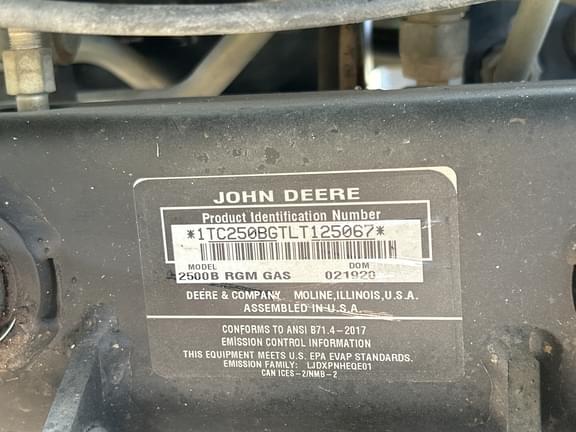 JOHN DEERE
Product Identification Number
*1TC250BGTLT125067*
MODEL DOM
2500B RGM GAS 021920
DEERE & COMPANY MOLINE, ILLINOIS, U.S.A.
ASSEMBLED IN U.S.A.
CONFORMS TO ANSI B71.4-2017
EMISSION CONTROL INFORMATION
THIS EQUIPMENT MEETS U.S. EPA EVAP STANDARDS.
EMISSION FAMILY: LJDXPNHEQE01
CAN ICES-2/NMB-2